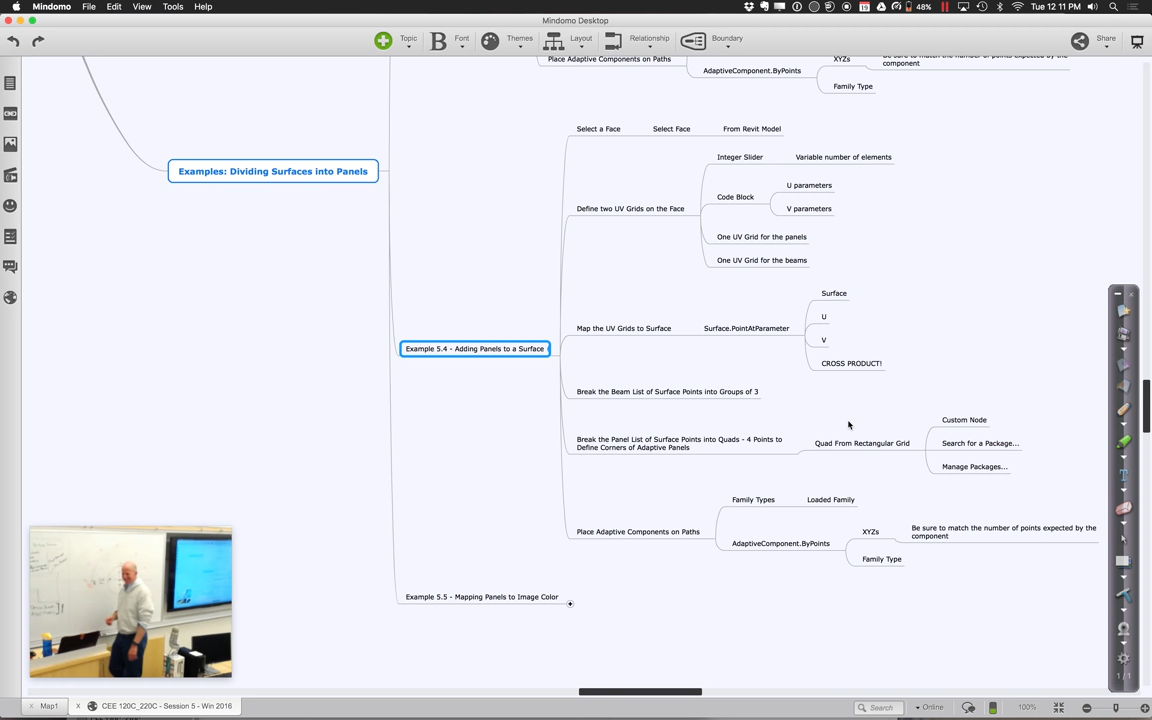 Mindomo File Edit View Tools Help
48%
19
Tue 12 11 PM
Mindomo Desktop
Topic
Font
Themes
Layout
Relationship
Boundary
Share
Place Adaptive Components on Paths
AdaptiveComponent.ByPoints
XYZs
Be sure to match the number of points expected by the
component
Family Type
Examples: Dividing Surfaces into Panels
Example 5.4 - Adding Panels to a Surface
Select a Face
Select Face
From Revit Model
Define two UV Grids on the Face
Integer Slider
Variable number of elements
Code Block
U parameters
V parameters
One UV Grid for the panels
One UV Grid for the beams
Map the UV Grids to Surface
Surface.PointAtParameter
Surface
U
V
CROSS PRODUCT!
Break the Beam List of Surface Points into Groups of 3
Break the Panel List of Surface Points into Quads - 4 Points to
Define Corners of Adaptive Panels
Quad From Rectangular Grid
Custom Node
Search for a Package...
Manage Packages...
Place Adaptive Components on Paths
Family Types
Loaded Family
AdaptiveComponent.ByPoints
XYZs
Be sure to match the number of points expected by the
component
Family Type
Example 5.5 - Mapping Panels to Image Color
1 / 1
x Map1
x CEE 120C_220C - Session 5 - Win 2016
Search
Online
100%